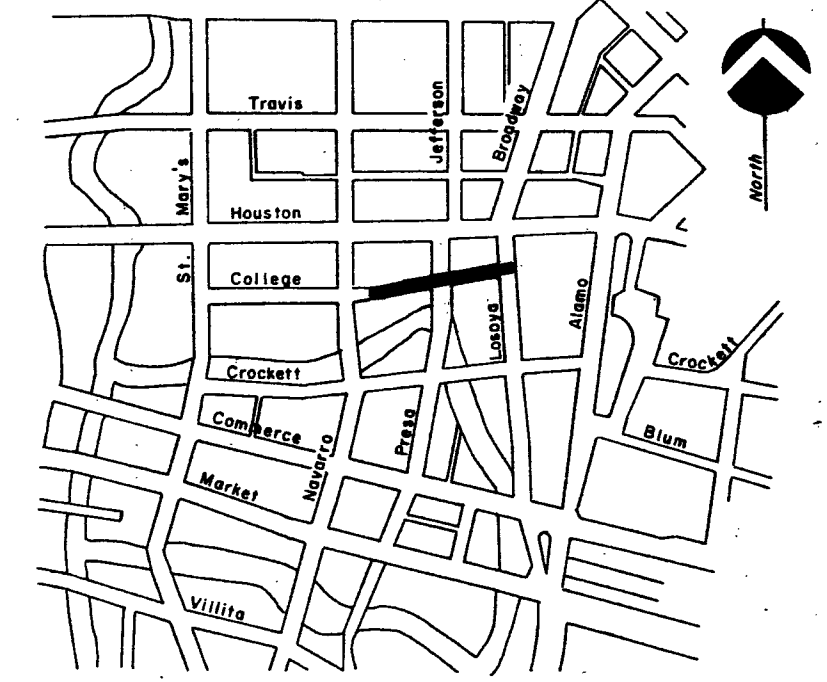 Travis
Jefferson
Broadway
North
Mary's
St.
Houston
College
Losoya
Alamo
Crockett
Crockett
Commerce
Presa
Navarro
Blum
Market
Villita